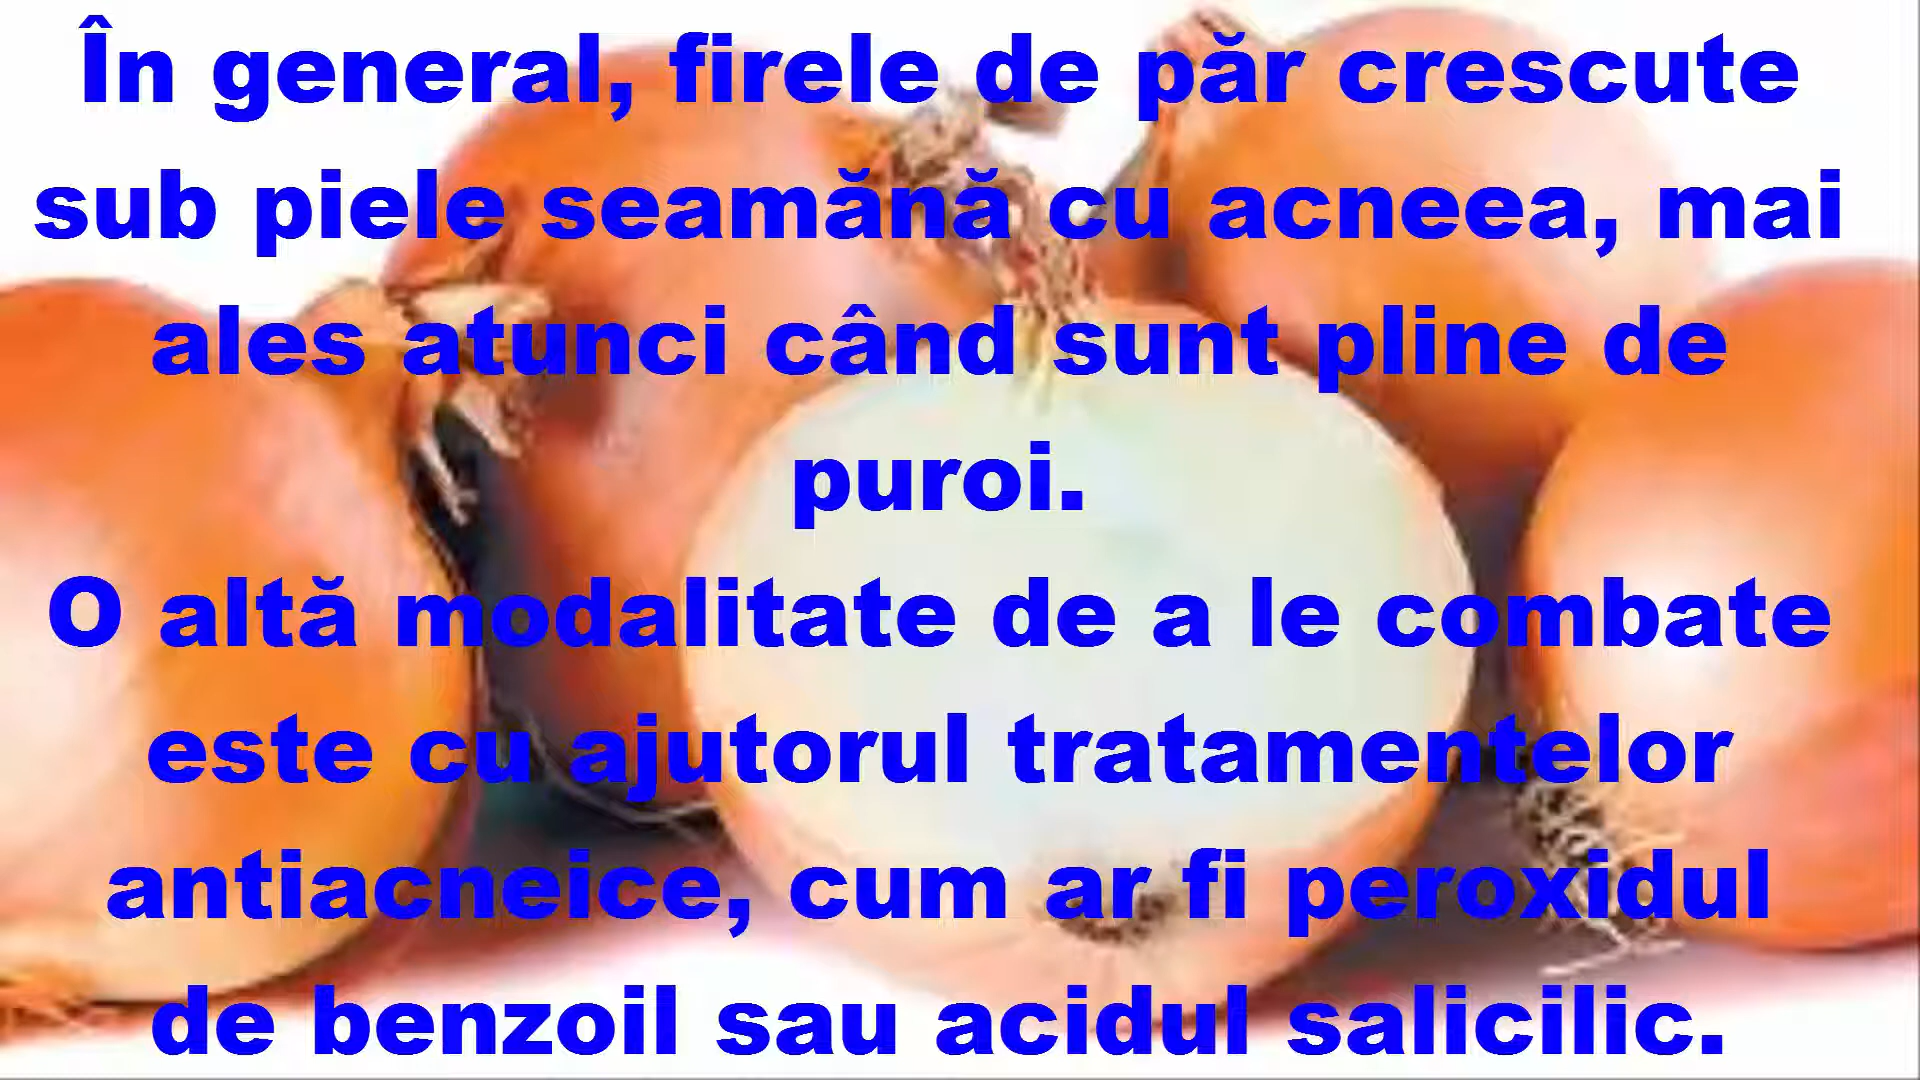 În general, firele de păr crescute
sub piele seamănă cu acneea, mai
ales atunci când sunt pline de
puroi.
O altă modalitate de a le combate
este cu ajutorul tratamentelor
antiacneice, cum ar fi peroxidul
de benzoil sau acidul salicilic.